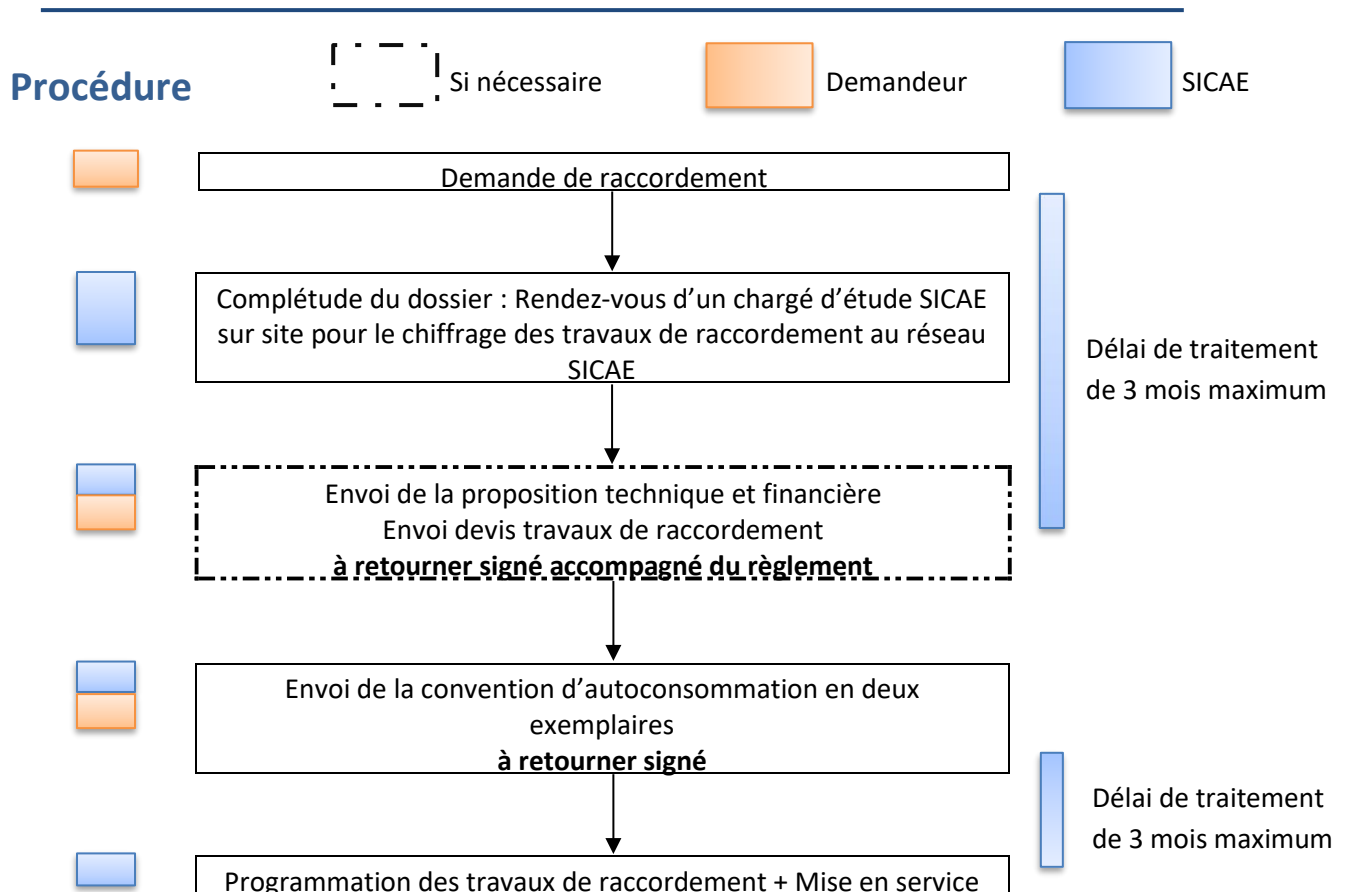 Procédure
Si nécessaire
Demandeur
SICAE
Demande de raccordement
Complétude du dossier : Rendez-vous d’un chargé d’étude SICAE
sur site pour le chiffrage des travaux de raccordement au réseau
SICAE
Délai de traitement
de 3 mois maximum
Envoi de la proposition technique et financière
Envoi devis travaux de raccordement
à retourner signé accompagné du règlement
Envoi de la convention d’autoconsommation en deux
exemplaires
à retourner signé
Délai de traitement
de 3 mois maximum
Programmation des travaux de raccordement + Mise en service